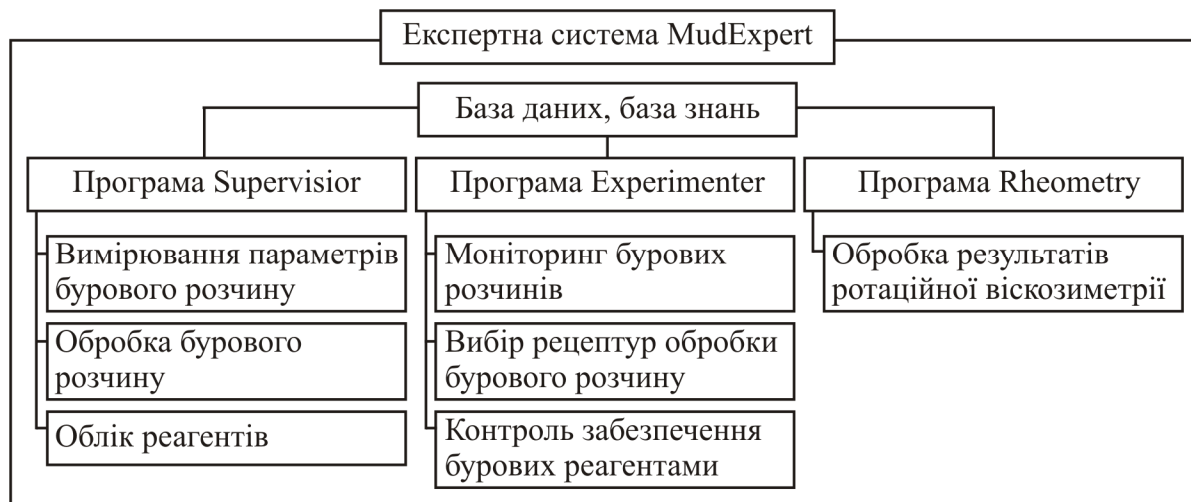 Експертна система MudExpert
База даних, база знань
Програма Supervisior
Вимірювання параметрів
бурового розчину
Обробка бурового
розчину
Облік реагентів
Програма Experimenter
Моніторинг бурових
розчинів
Вибір рецептур обробки
бурового розчину
Контроль забезпечення
бурових реагентами
Програма Rheometry
Обробка результатів
ротаційної віскозиметрії